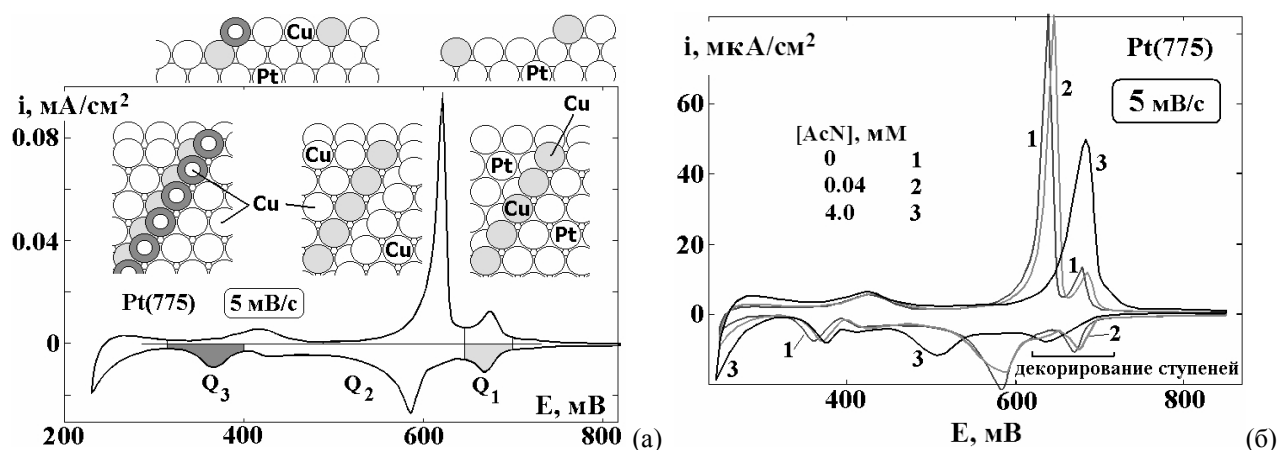 Cu
Pt
i, мА/см²
0.08
0.04
0
Cu
Cu
Cu
Cu
Pt
Cu
Pt
Pt(775)
5 мВ/с
Q₃
Q₂
Q₁
E, мВ
200
400
600
800
(а)
i, мкА/см²
Pt(775)
5 мВ/с
60
40
20
0
[AcN], мМ
0 1
0.04 2
4.0 3
1
2
3
1
3
1
3
2
декорирование ступеней
400
600
800
E, мВ
(б)